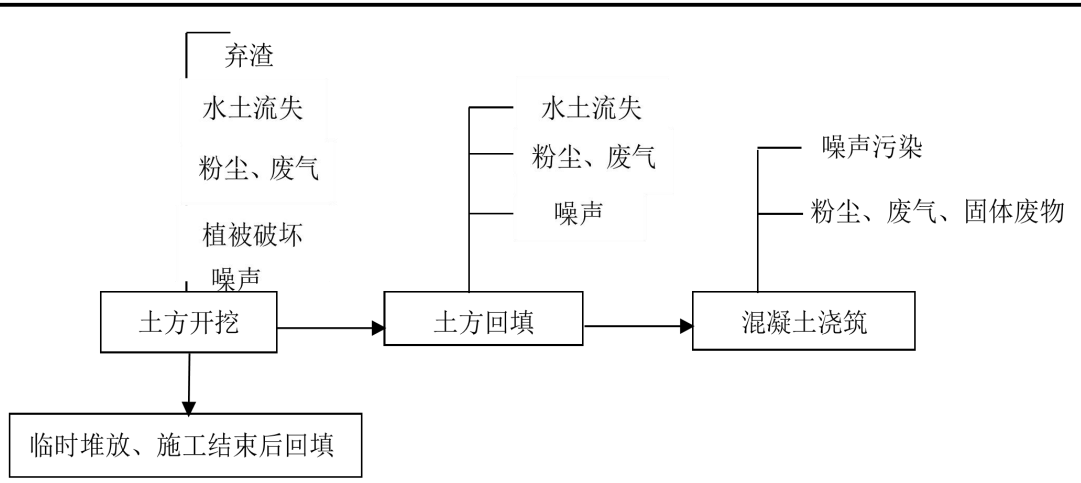 弃渣
水土流失
粉尘、废气
植被破坏
噪声
水土流失
粉尘、废气
噪声
噪声污染
粉尘、废气、固体废物
土方开挖
土方回填
混凝土浇筑
临时堆放、施工结束后回填